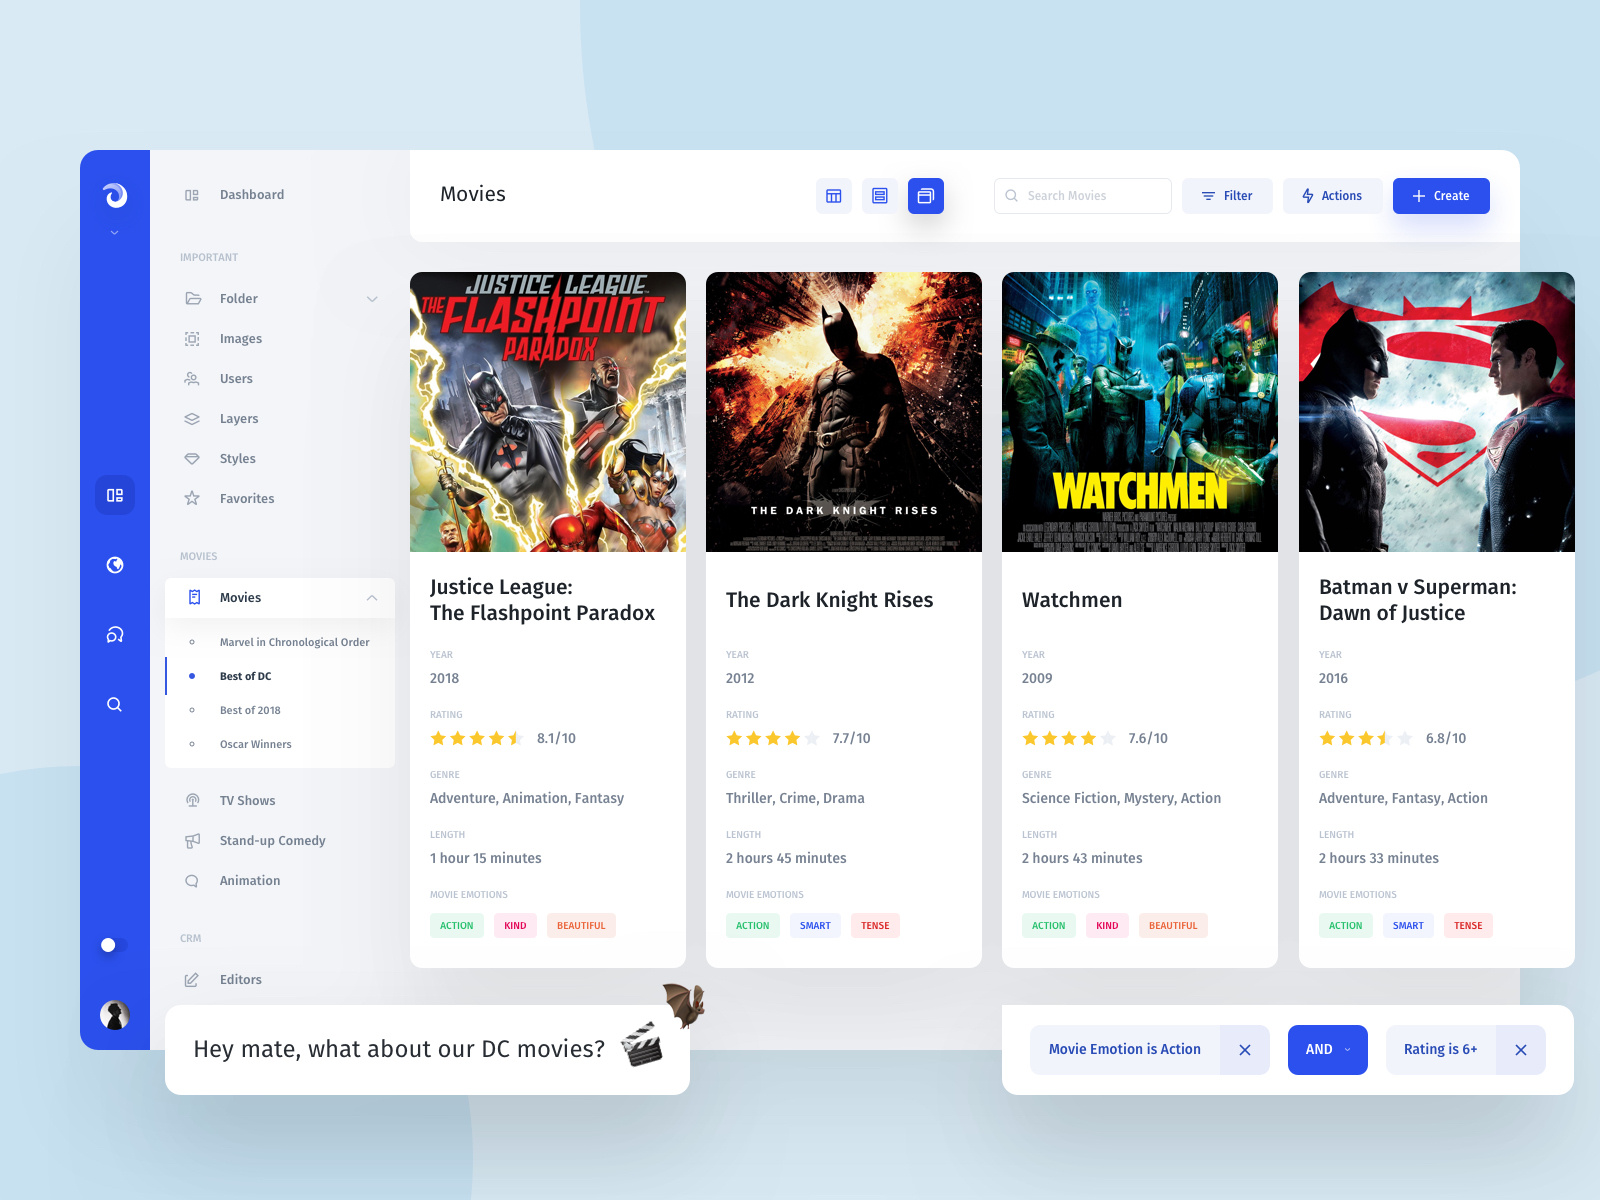 Dashboard
IMPORTANT
Folder
Images
Users
Layers
Styles
Favorites
MOVIES
Movies
Marvel in Chronological Order
Best of DC
Best of 2018
Oscar Winners
TV Shows
Stand-up Comedy
Animation
CRM
Editors
Movies
Search Movies
Filter
Actions
Create
JUSTICE LEAGUE
THE FLASHPOINT
PARADOX
Justice League:
The Flashpoint Paradox
YEAR
2018
RATING
8.1/10
GENRE
Adventure, Animation, Fantasy
LENGTH
1 hour 15 minutes
MOVIE EMOTIONS
ACTION KIND BEAUTIFUL
THE DARK KNIGHT RISES
The Dark Knight Rises
YEAR
2012
RATING
7.7/10
GENRE
Thriller, Crime, Drama
LENGTH
2 hours 45 minutes
MOVIE EMOTIONS
ACTION SMART TENSE
WATCHMEN
Watchmen
YEAR
2009
RATING
7.6/10
GENRE
Science Fiction, Mystery, Action
LENGTH
2 hours 43 minutes
MOVIE EMOTIONS
ACTION KIND BEAUTIFUL
Batman v Superman:
Dawn of Justice
YEAR
2016
RATING
6.8/10
GENRE
Adventure, Fantasy, Action
LENGTH
2 hours 33 minutes
MOVIE EMOTIONS
ACTION SMART TENSE
Hey mate, what about our DC movies?
Movie Emotion is Action
AND
Rating is 6+